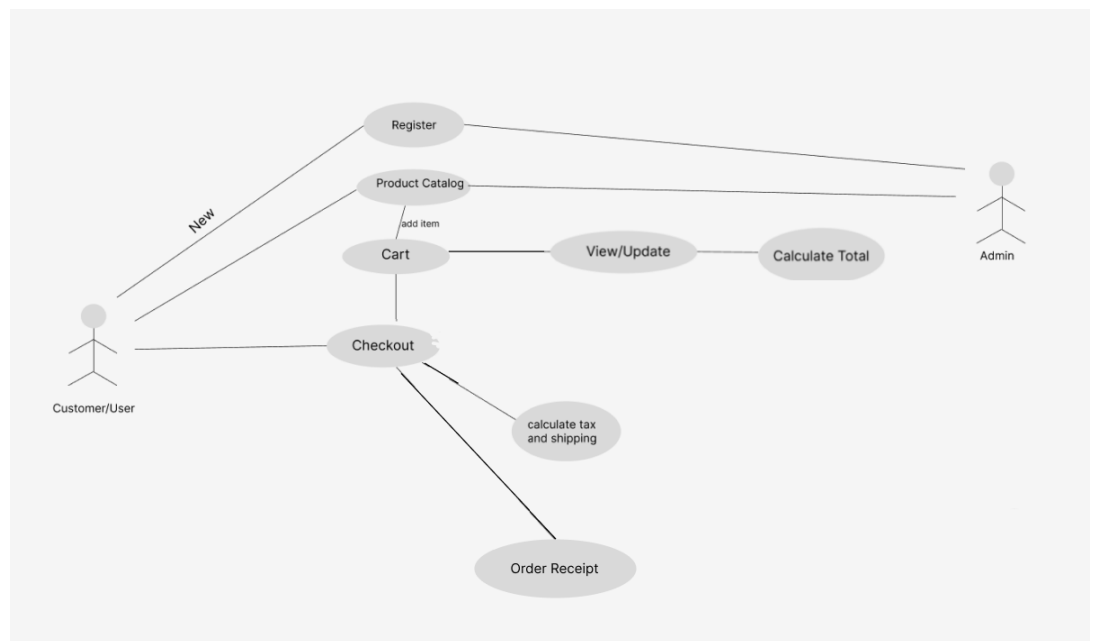 Register
Product Catalog
New
add item
Cart
View/Update
Calculate Total
Admin
Checkout
Customer/User
calculate tax
and shipping
Order Receipt